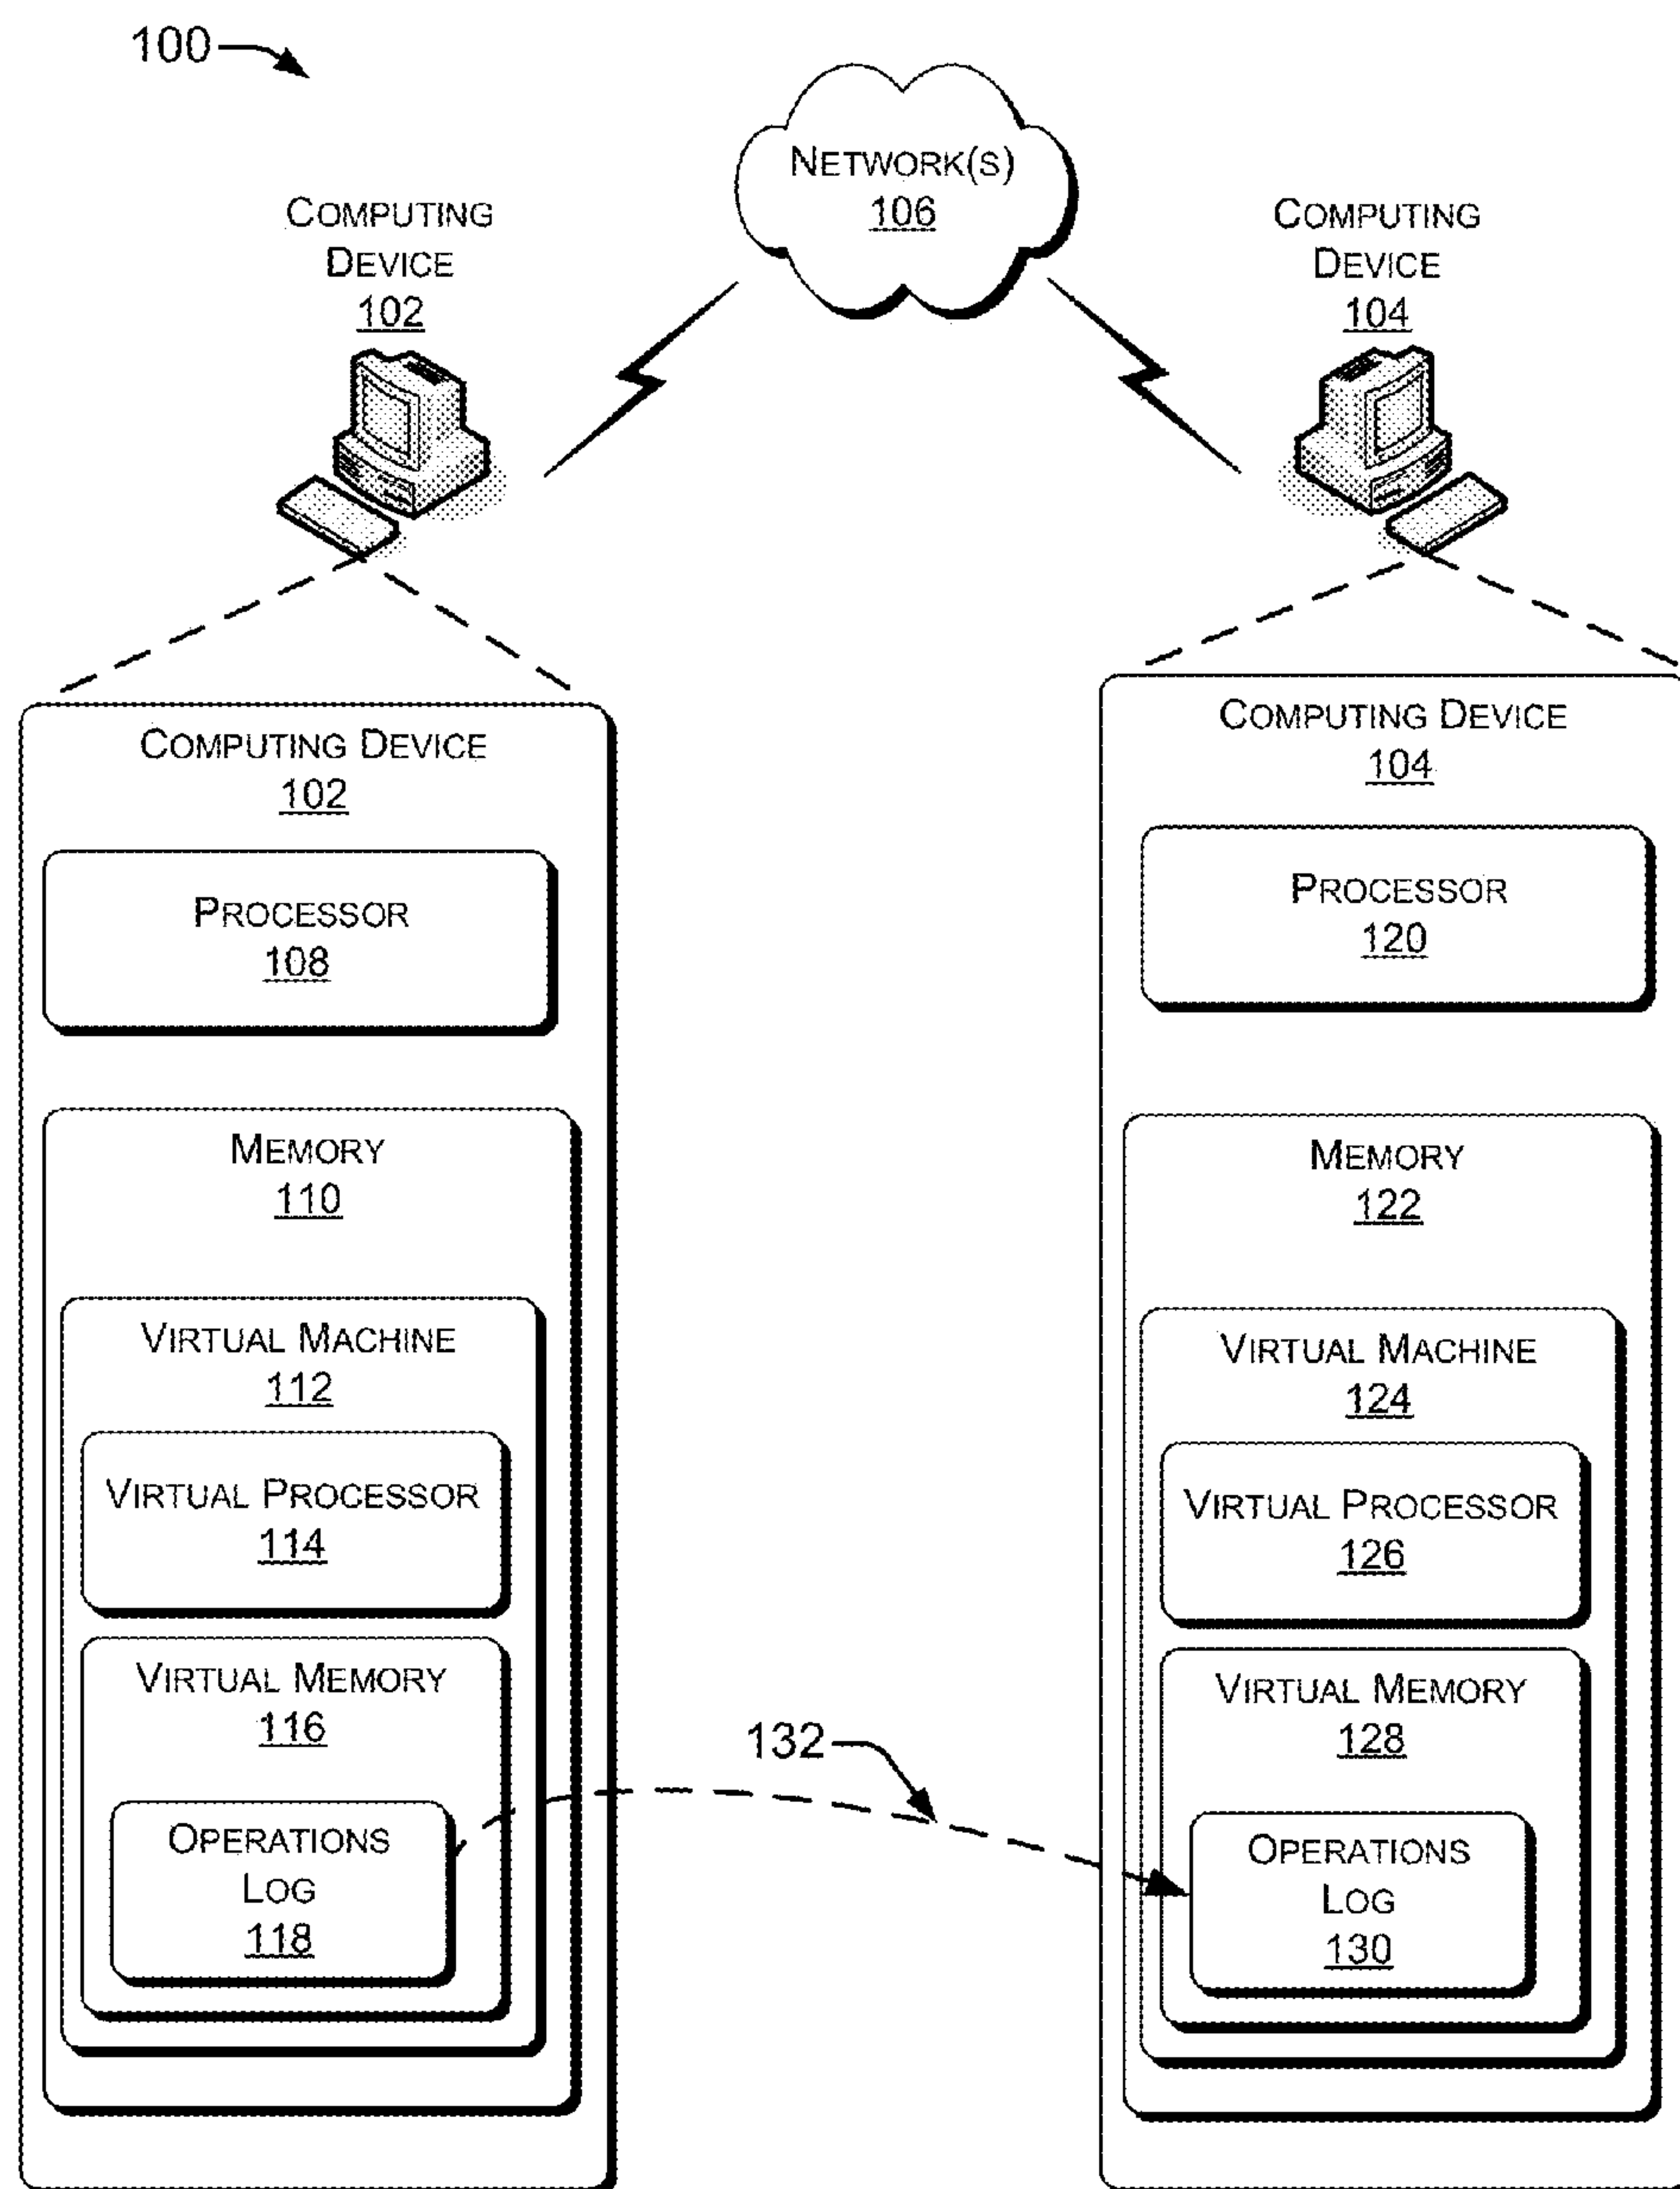 100
NETWORK(S)
106
COMPUTING
DEVICE
102
COMPUTING
DEVICE
104
COMPUTING DEVICE
102
PROCESSOR
108
MEMORY
110
VIRTUAL MACHINE
112
VIRTUAL PROCESSOR
114
VIRTUAL MEMORY
116
OPERATIONS
LOG
118
132
COMPUTING DEVICE
104
PROCESSOR
120
MEMORY
122
VIRTUAL MACHINE
124
VIRTUAL PROCESSOR
126
VIRTUAL MEMORY
128
OPERATIONS
LOG
130